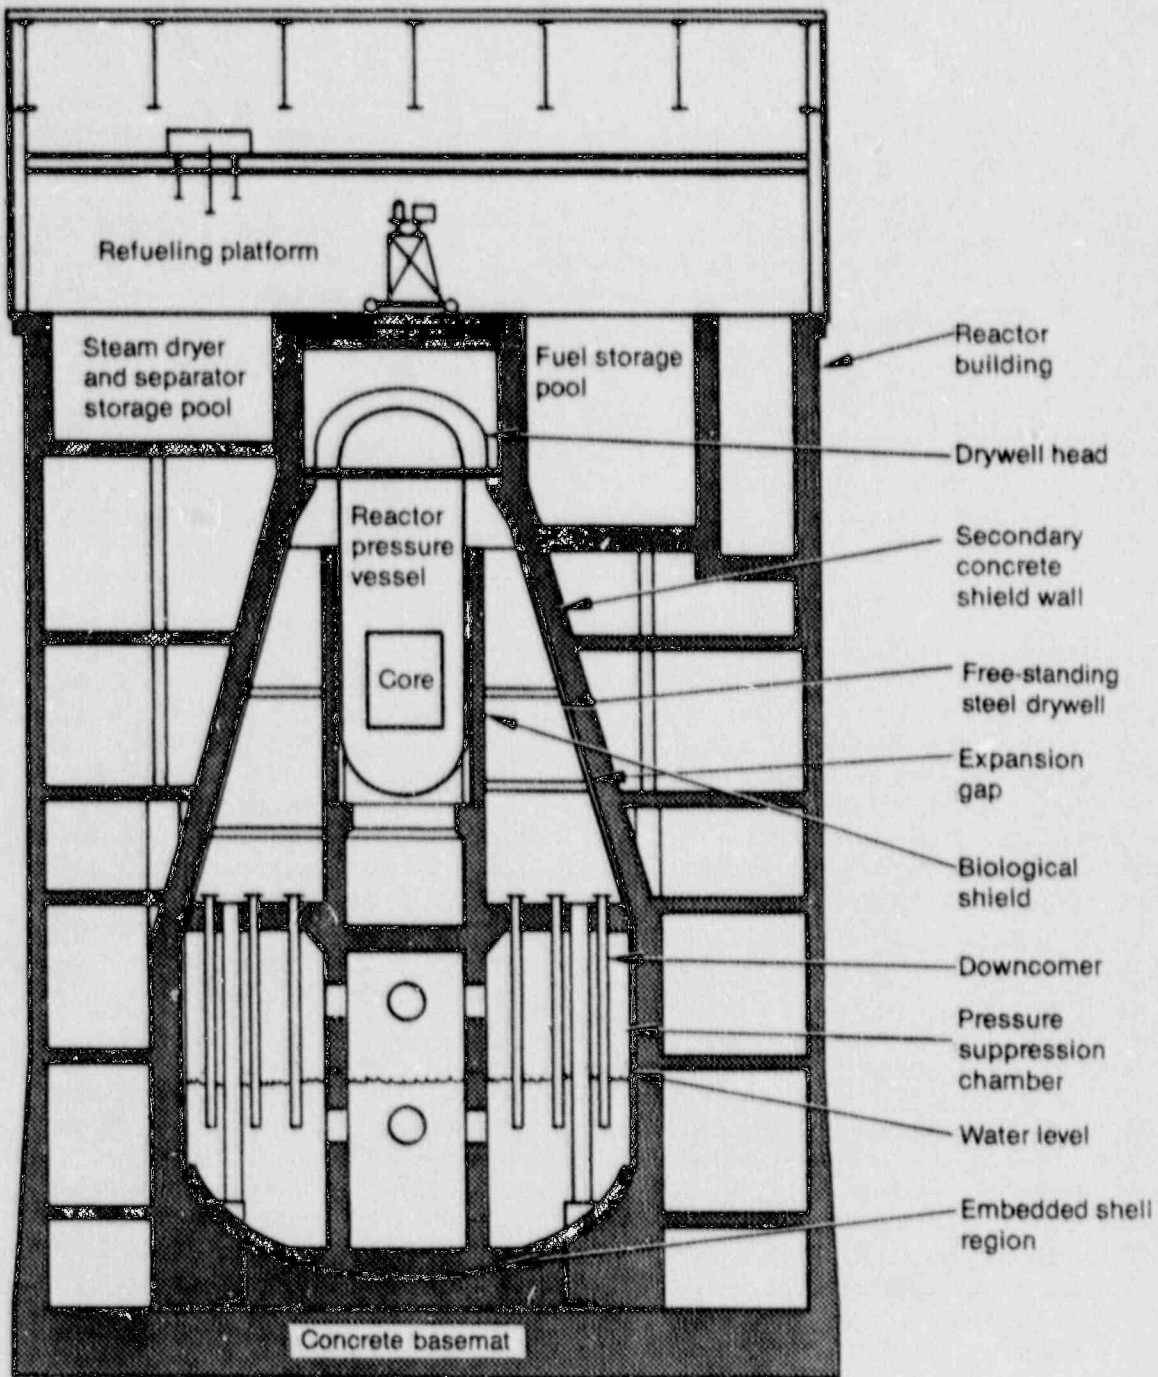 Refueling platform
Steam dryer
and separator
storage pool
Fuel storage
pool
Reactor
building
Drywell head
Reactor
pressure
vessel
Secondary
concrete
shield wall
Core
Free-standing
steel drywell
Expansion
gap
Biological
shield
Downcomer
Pressure
suppression
chamber
Water level
Embedded shell
region
Concrete basemat